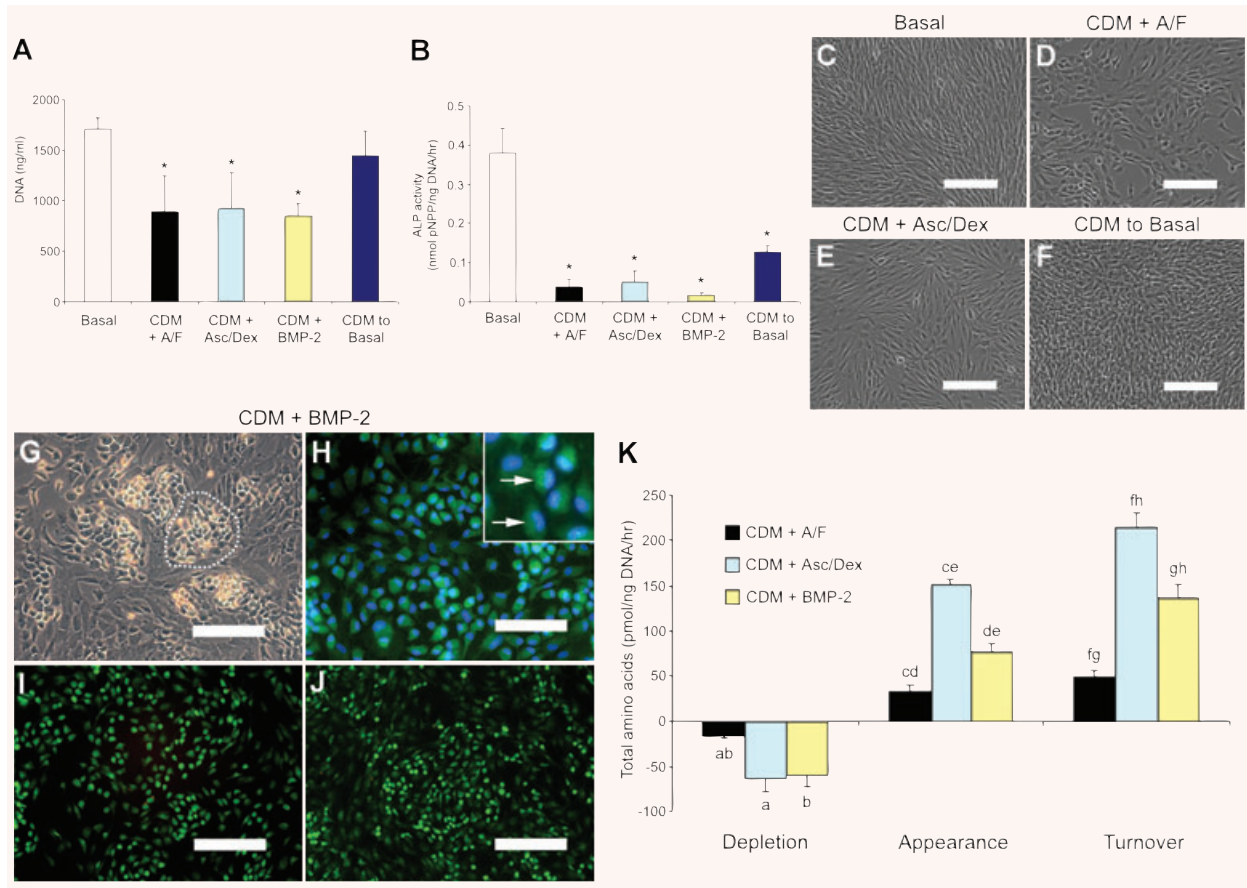 A
DNA (ng/ml)
2000
1500
1000
500
0
*
*
*
Basal
CDM
+ A/F
CDM +
Asc/Dex
CDM +
BMP-2
CDM to
Basal
B
ALP activity
(nmol pNPP/ng DNA/hr)
0.5
0.4
0.3
0.2
0.1
0
*
*
*
*
Basal
CDM
+ A/F
CDM +
Asc/Dex
CDM +
BMP-2
CDM to
Basal
Basal
C
CDM + A/F
D
CDM + Asc/Dex
E
CDM to Basal
F
CDM + BMP-2
G
H
I
J
K
Total amino acids (pmol/ng DNA/hr)
250
200
150
100
50
0
-50
-100
CDM + A/F
CDM + Asc/Dex
CDM + BMP-2
ab
a
b
cd
ce
de
fg
fh
gh
Depletion
Appearance
Turnover